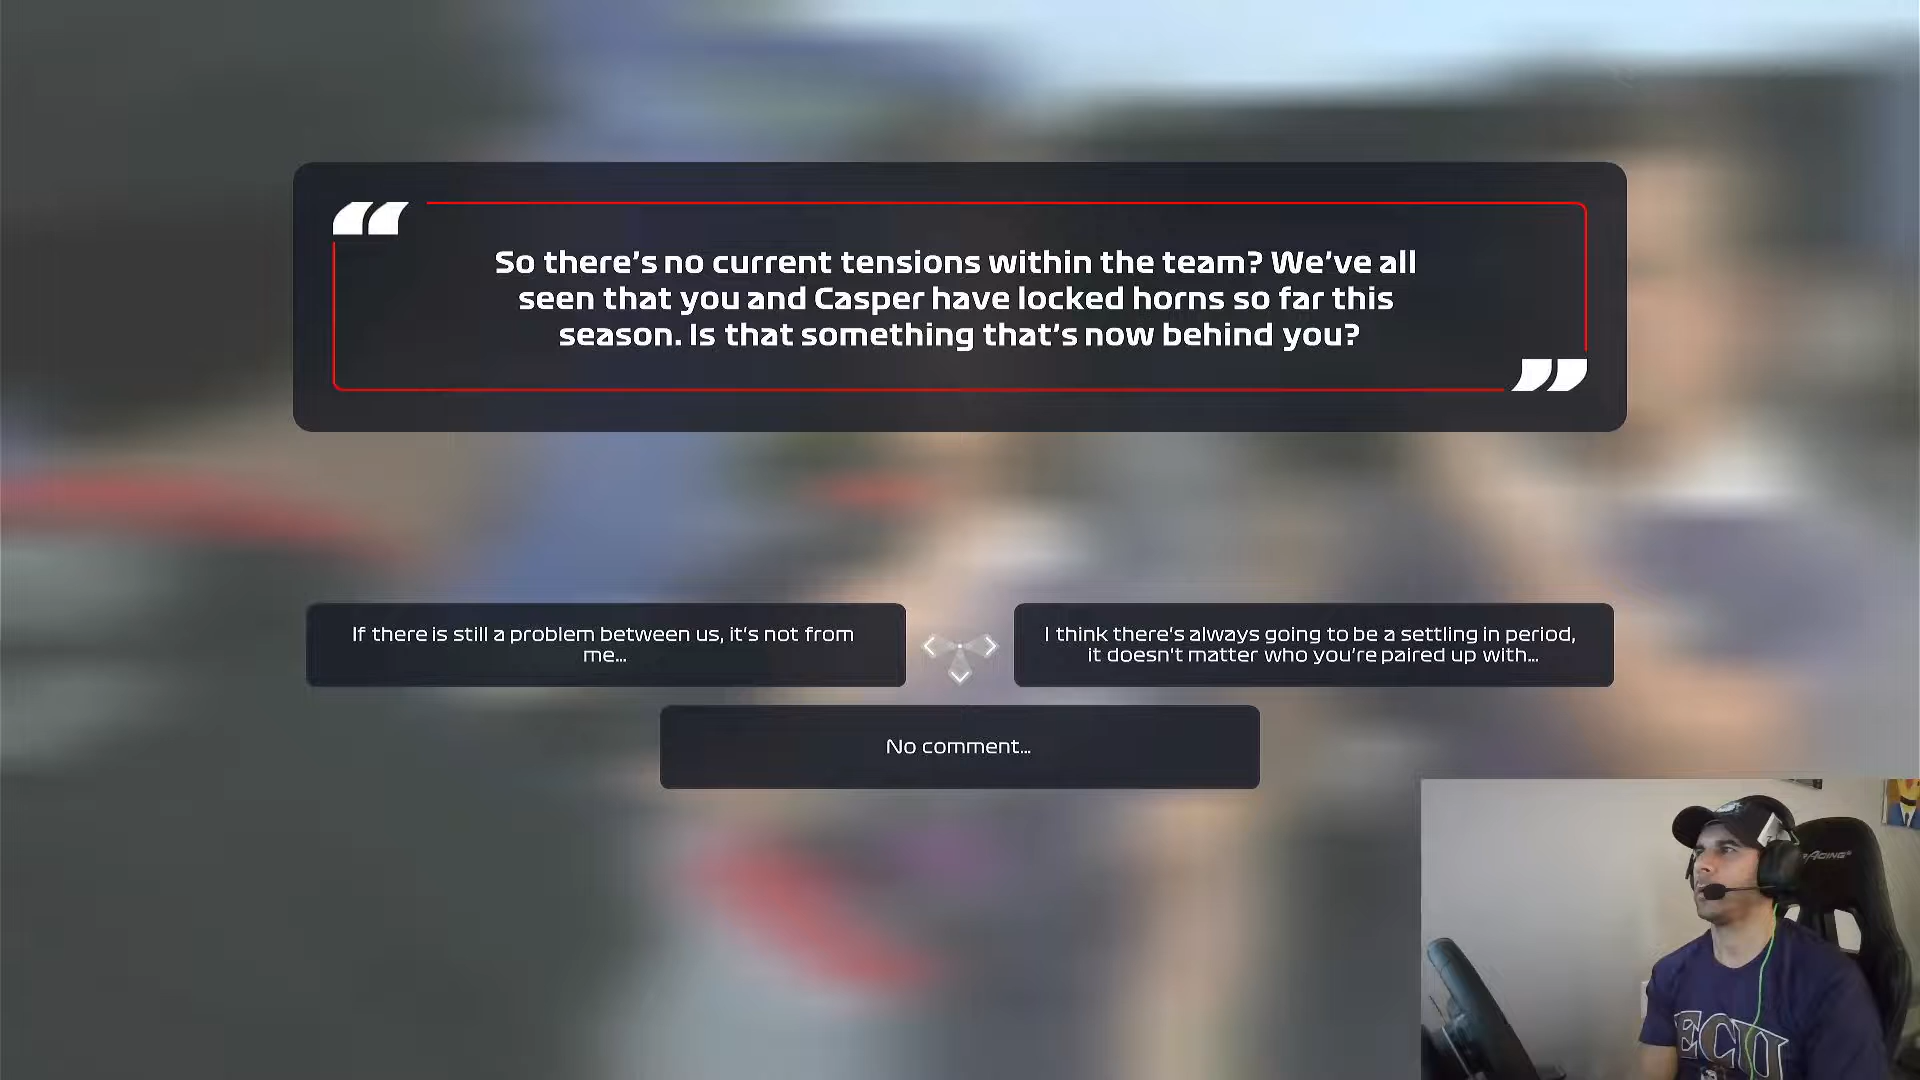 So there's no current tensions within the team? We've all
seen that you and Casper have locked horns so far this
season. Is that something that's now behind you?
If there is still a problem between us, it's not from
me...
I think there's always going to be a settling in period,
it doesn't matter who you're paired up with...
No comment...
ECU